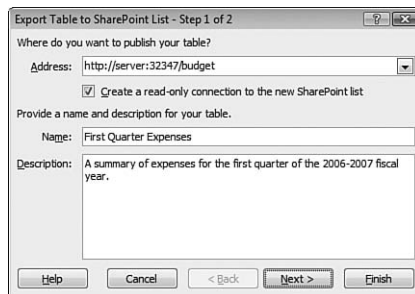 Export Table to SharePoint List - Step 1 of 2
Where do you want to publish your table?
Address: http://server:32347/budget
Create a read-only connection to the new SharePoint list
Provide a name and description for your table.
Name: First Quarter Expenses
Description: A summary of expenses for the first quarter of the 2006-2007 fiscal
year.
Help Cancel < Back Next > Finish